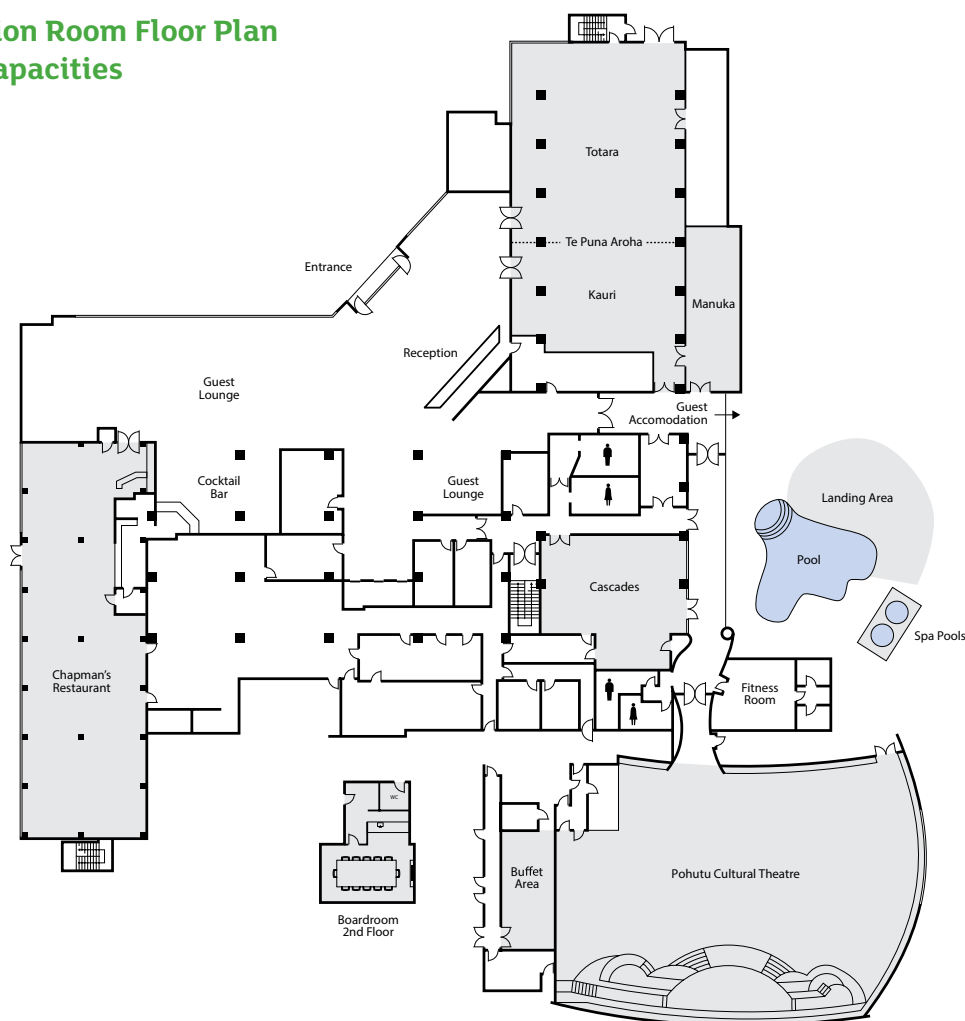 ion Room Floor Plan
apacities
Totara
Te Puna Aroha
Entrance
Kauri
Manuka
Reception
Guest
Lounge
Guest
Accomodation
Cocktail
Bar
Guest
Lounge
Landing Area
Pool
Cascades
Spa Pools
Chapman's
Restaurant
Fitness
Room
WC
Buffet
Area
Pohutu Cultural Theatre
Boardroom
2nd Floor